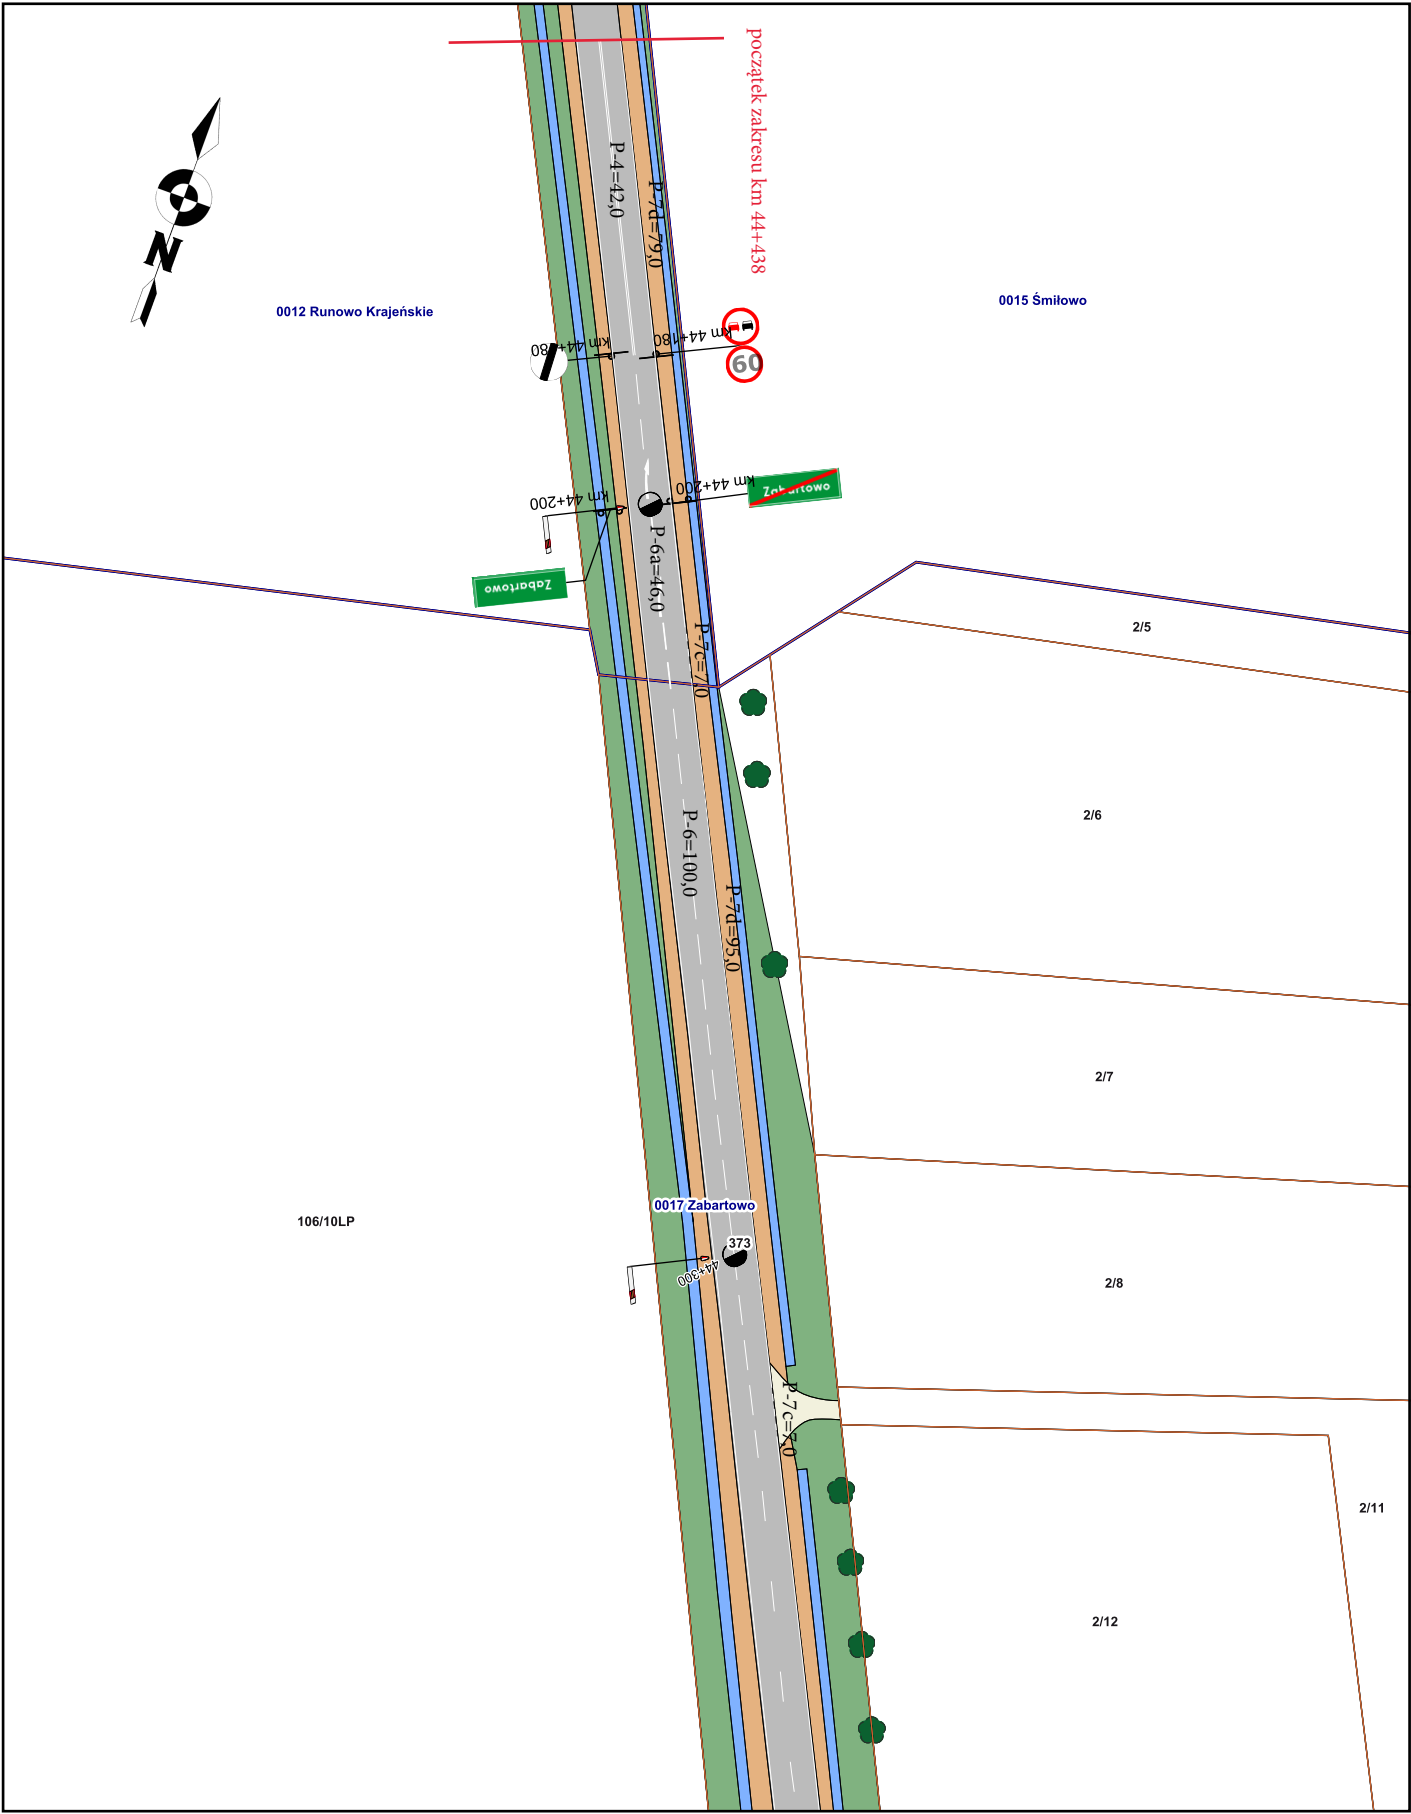 początek zakresu km 44+438
P-4=42,0
P-7d=79,0
N
0012 Runowo Krajeńskie
0015 Śmiłowo
km 44+180
km 44+180
60
km 44+200
km 44+200
Zabartowo
Zabartowo
P-6a=46,0
P-7c=7,0
2/5
2/6
P-6=100,0
P-7d=95,0
2/7
0017 Zabartowo
106/10LP
373
44+300
2/8
P-7c=7,0
2/11
2/12